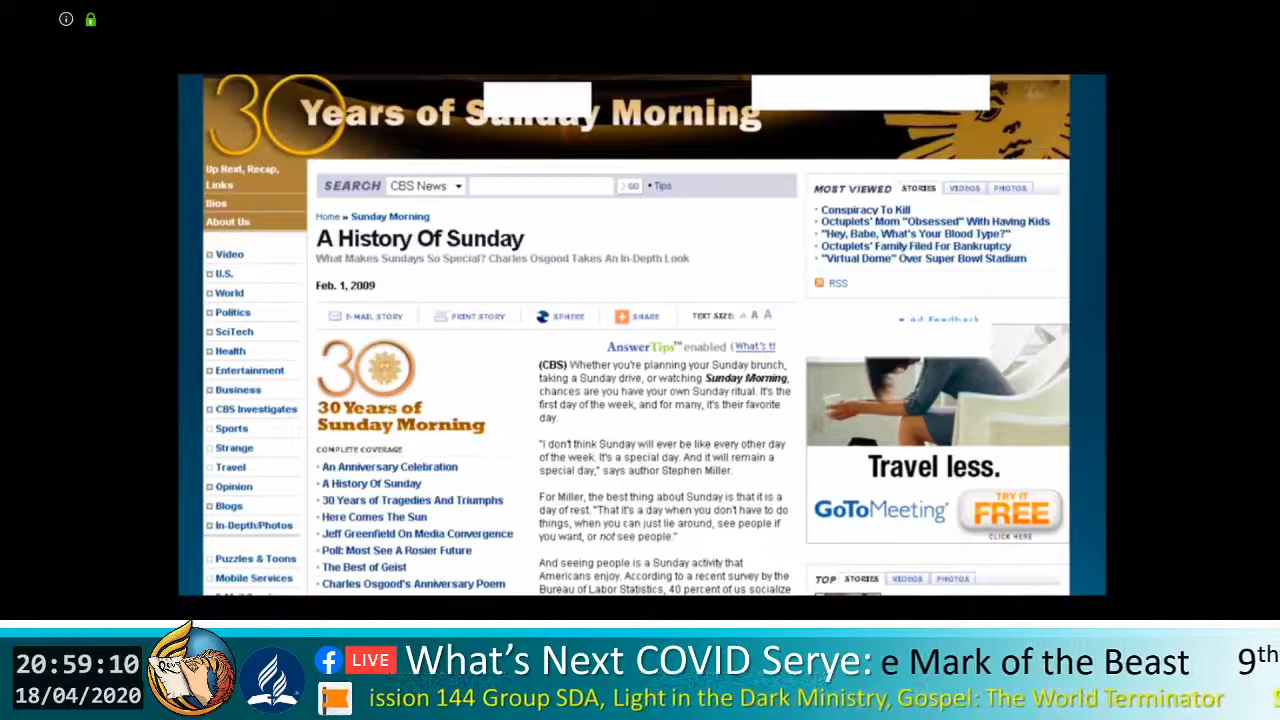 30 Years of Sunday Morning
Up Next, Recap,
Links
Bios
About Us
Video
U.S.
World
Politics
SciTech
Health
Entertainment
Business
CBS Investigates
Sports
Strange
Travel
Opinion
Blogs
In-Depth/Photos
Puzzles & Toons
Mobile Services
SEARCH CBS News GO • Tips
Home » Sunday Morning
A History Of Sunday
What Makes Sundays So Special? Charles Osgood Takes An In-Depth Look
Feb. 1, 2009
E-MAIL STORY PRINT STORY SPHERE SHARE TEXT SIZE: A A A
30
30 Years of
Sunday Morning
COMPLETE COVERAGE
An Anniversary Celebration
A History Of Sunday
30 Years of Tragedies And Triumphs
Here Comes The Sun
Jeff Greenfield On Media Convergence
Poll: Most See A Rosier Future
The Best of Geist
Charles Osgood's Anniversary Poem
AnswerTips™ enabled (What's t
(CBS) Whether you're planning your Sunday brunch,
taking a Sunday drive, or watching Sunday Morning,
chances are you have your own Sunday ritual. It's the
first day of the week, and for many, it's their favorite
day.
"I don't think Sunday will ever be like every other day
of the week. It's a special day. And it will remain a
special day," says author Stephen Miller.
For Miller, the best thing about Sunday is that it is a
day of rest. "That it's a day when you don't have to do
things, when you can just lie around, see people if
you want, or not see people."
And seeing people is a Sunday activity that
Americans enjoy. According to a recent survey by the
Bureau of Labor Statistics, 40 percent of us socialize
MOST VIEWED STORIES VIDEOS PHOTOS
Conspiracy To Kill
Octuplets' Mom "Obsessed" With Having Kids
"Hey, Babe, What's Your Blood Type?"
Octuplets' Family Filed For Bankruptcy
"Virtual Dome" Over Super Bowl Stadium
RSS
Ad Feedback
Travel less.
GoToMeeting TRY IT FREE
CLICK HERE
TOP STORIES VIDEOS PHOTOS
20:59:10
18/04/2020
LIVE What's Next COVID Serye: e Mark of the Beast 9th
ission 144 Group SDA, Light in the Dark Ministry, Gospel: The World Terminator